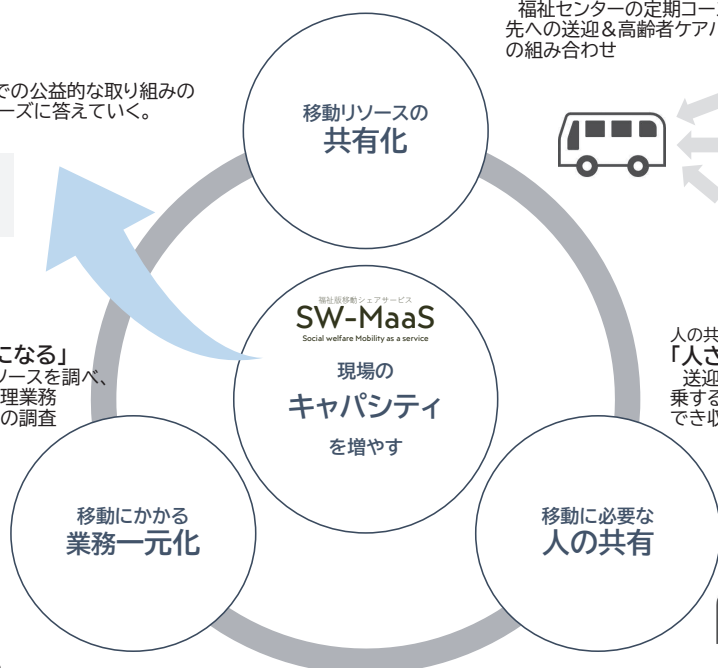 福祉センターの定期コース
先への送迎&高齢者ケアハ
の組み合わせ
での公益的な取り組みの
ーズに答えていく。
移動リソースの
共有化
福祉版移動シェアサービス
SW-MaaS
Social welfare Mobility as a service
現場の
キャパシティ
を増やす
になる」
ソースを調べ、
理業務
の調査
人の共
「人さ
送迎
乗する
でき収
移動にかかる
業務一元化
移動に必要な
人の共有